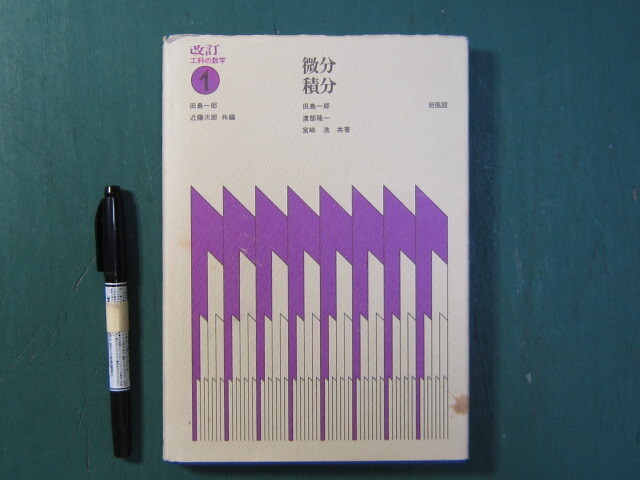 改訂
工科の数学
1
田島一郎
近藤次郎 共編
微分
積分
田島一郎
渡部隆一
宮崎 浩 共著
培風館